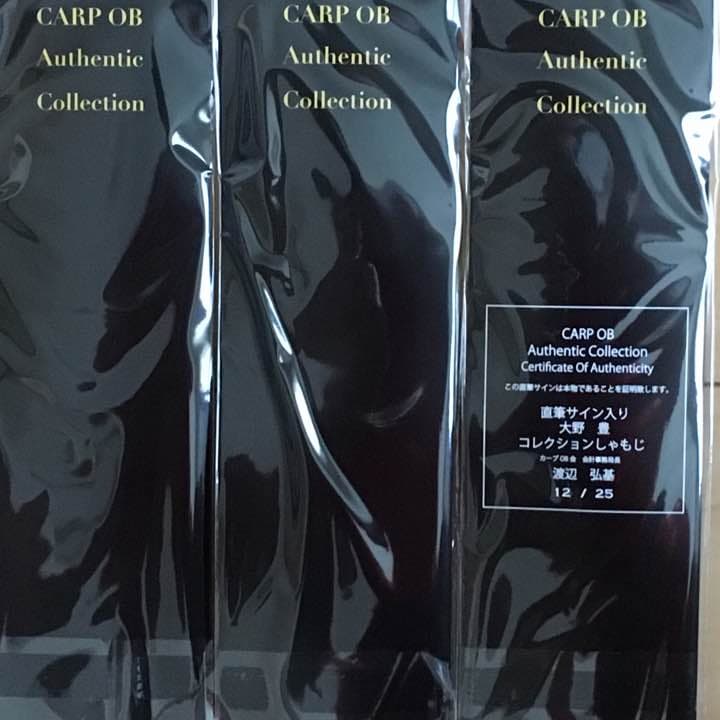 CARP OB
Authentic
Collection
CARP OB
Authentic
Collection
CARP OB
Authentic
Collection
CARP OB
Authentic Collection
Certificate Of Authenticity
この直筆サインは本物であることを証明致します。
直筆サイン入り
大野 豊
コレクションしゃもじ
カープOB会 会計事務局長
渡辺 弘基
12 / 25